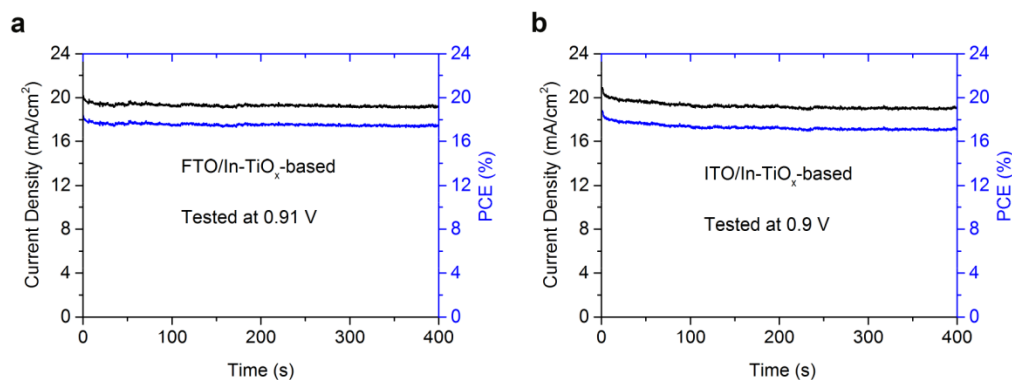 a
24
20
16
12
8
4
0
Current Density (mA/cm²)
FTO/In-TiOₓ-based
Tested at 0.91 V
24
20
16
12
8
4
0
PCE (%)
0 100 200 300 400
Time (s)
b
24
20
16
12
8
4
0
Current Density (mA/cm²)
ITO/In-TiOₓ-based
Tested at 0.9 V
24
20
16
12
8
4
0
PCE (%)
0 100 200 300 400
Time (s)